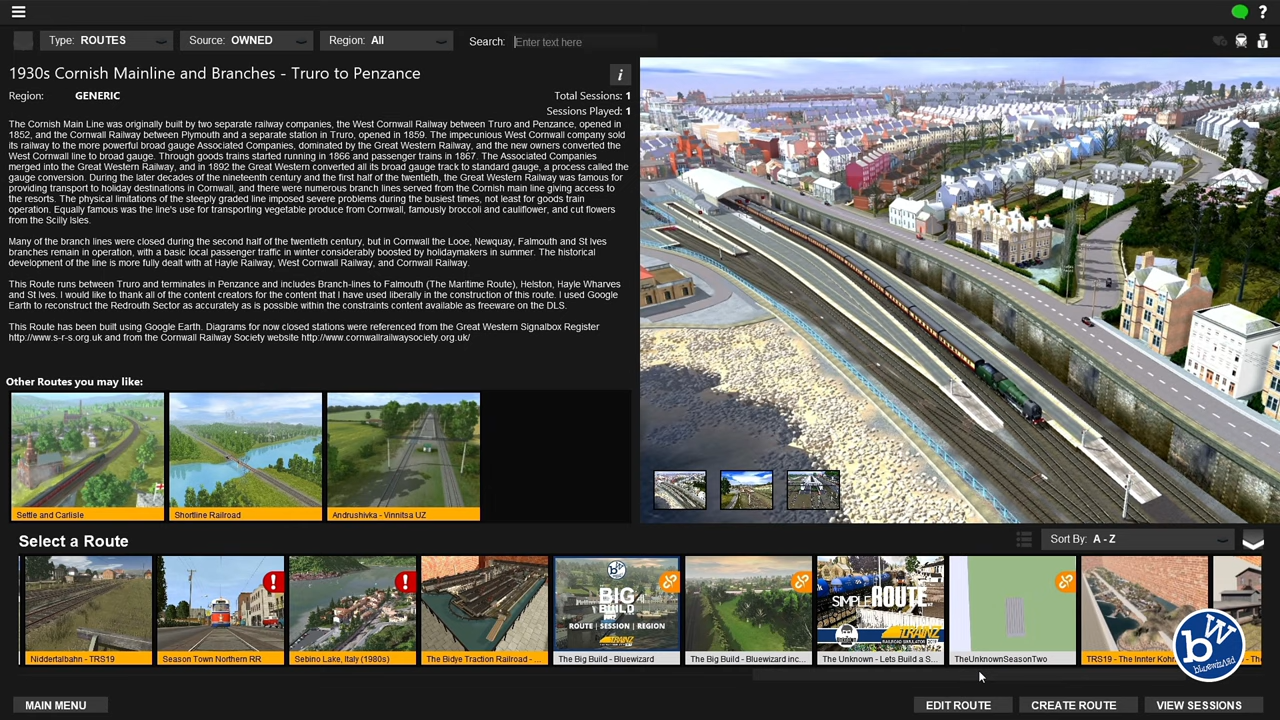 ?
Type: ROUTES
Source: OWNED
Region: All
Search: Enter text here
1930s Cornish Mainline and Branches - Truro to Penzance
i
Region: GENERIC
Total Sessions: 1
Sessions Played: 1
The Cornish Main Line was originally built by two separate railway companies, the West Cornwall Railway between Truro and Penzance, opened in
1852, and the Cornwall Railway between Plymouth and a separate station in Truro, opened in 1859. The impecunious West Cornwall company sold
its railway to the more powerful broad gauge Associated Companies, dominated by the Great Western Railway, and the new owners converted the
West Cornwall line to broad gauge. Through goods trains started running in 1866 and passenger trains in 1867. The Associated Companies
merged into the Great Western Railway, and in 1892 the Great Western converted all its broad gauge track to standard gauge, a process called the
gauge conversion. During the later decades of the nineteenth century and the first half of the twentieth, the Great Western Railway was famous for
providing transport to holiday destinations in Cornwall, and there were numerous branch lines served from the Cornish main line giving access to
the resorts. The physical limitations of the steeply graded line imposed severe problems during the busiest times, not least for goods train
operation. Equally famous was the line's use for transporting vegetable produce from Cornwall, famously broccoli and cauliflower, and cut flowers
from the Scilly Isles.
Many of the branch lines were closed during the second half of the twentieth century, but in Cornwall the Looe, Newquay, Falmouth and St Ives
branches remain in operation, with a basic local passenger traffic in winter considerably boosted by holidaymakers in summer. The historical
development of the line is more fully dealt with at Hayle Railway, West Cornwall Railway, and Cornwall Railway.
This Route runs between Truro and terminates in Penzance and includes Branch-lines to Falmouth (The Maritime Route), Helston, Hayle Wharves
and St Ives. I would like to thank all of the content creators for the content that I have used liberally in the construction of this route. I used Google
Earth to reconstruct the Redrouth Sector as accurately as is possible within the constraints content available as freeware on the DLS.
This Route has been built using Google Earth. Diagrams for now closed stations were referenced from the Great Western Signalbox Register
http://www.s-r-s.org.uk and from the Cornwall Railway Society website http://www.cornwallrailwaysociety.org.uk/
Other Routes you may like:
Settle and Carlisle
Shortline Railroad
Andrushivka - Vinnitsa UZ
Select a Route
Sort By: A - Z
BIG
BUILD
ROUTE | SESSION | REGION
TRAINZ
SIMPLE ROUTE
TRAINZ
Niddertalbahn - TRS19
Season Town Northern RR
Sebino Lake, Italy (1980s)
The Bidye Traction Railroad - ...
The Big Build - Bluewizard
The Big Build - Bluewizard inc...
The Unknown - Lets Build a S...
TheUnknownSeasonTwo
TRS19 - The Innter Kohr
bw
bluewizard
MAIN MENU
EDIT ROUTE
CREATE ROUTE
VIEW SESSIONS